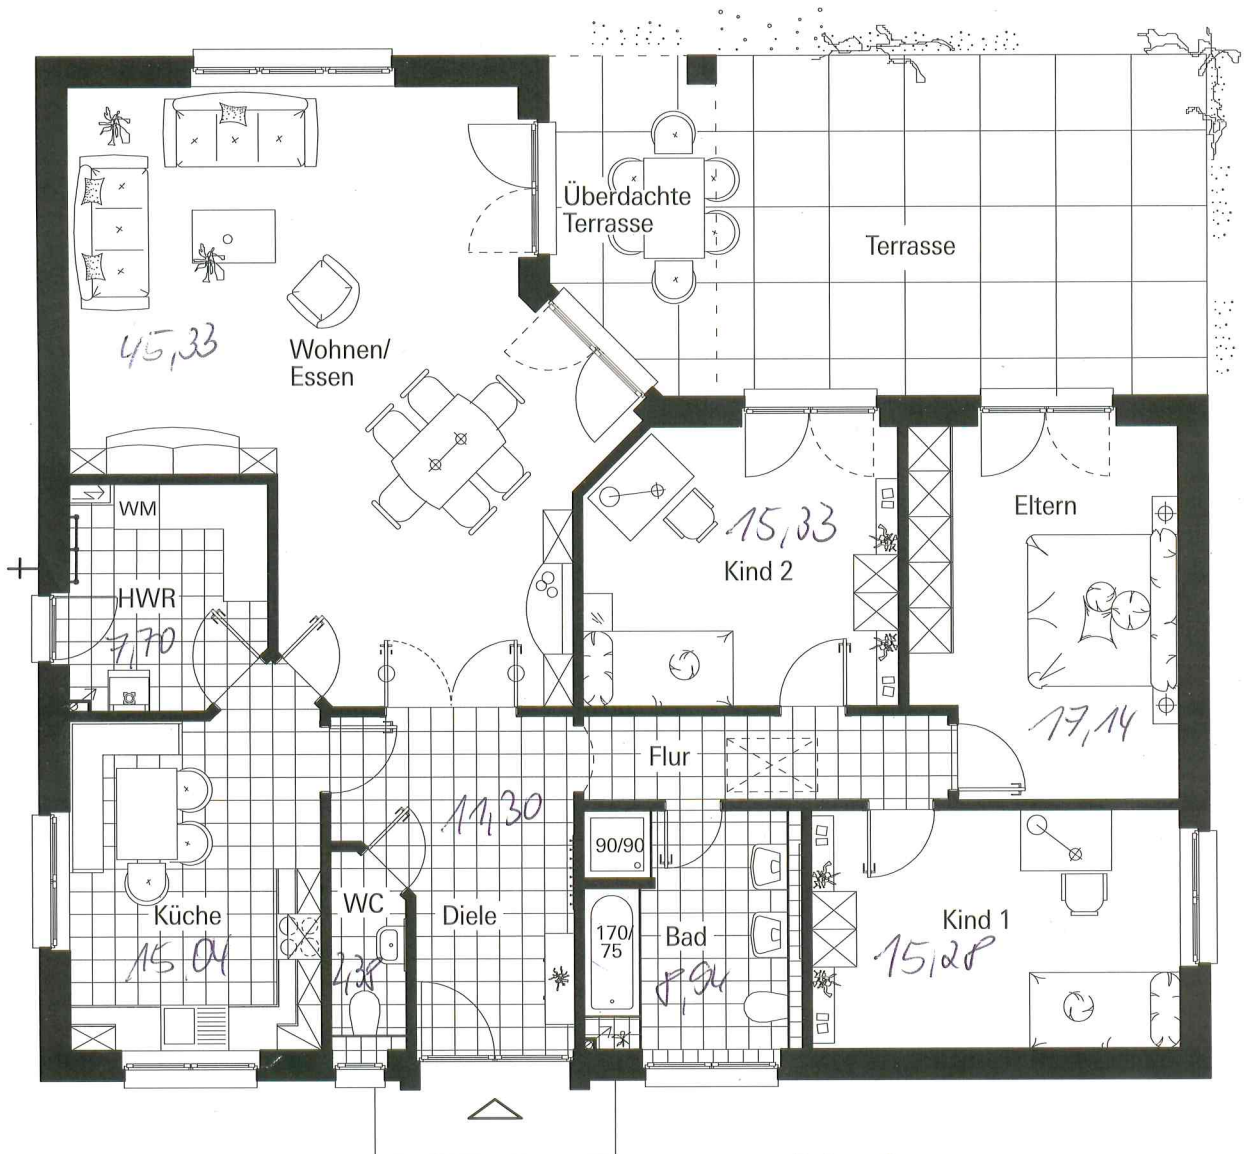 Überdachte
Terrasse
Terrasse
45,33
Wohnen/
Essen
WM
HWR
7,70
15,33
Kind 2
Eltern
17,14
Flur
11,30
90/90
WC
2,38
Diele
Küche
15,04
170/
75
Bad
8,94
Kind 1
15,28